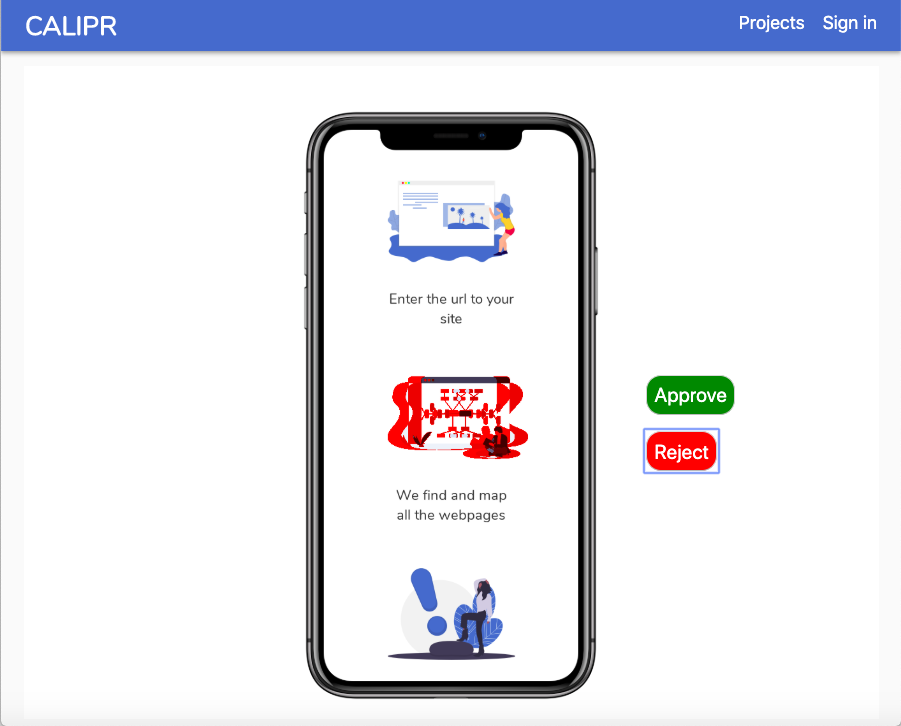 CALIPR
Projects
Sign in
Enter the url to your
site
Approve
Reject
We find and map
all the webpages